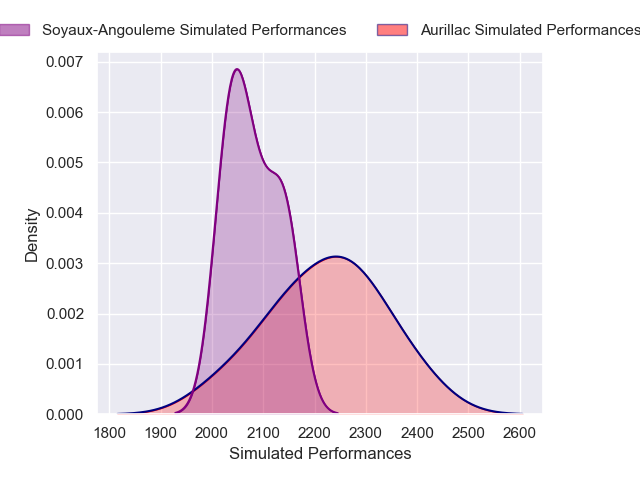 Soyaux-Angouleme Simulated Performances
Aurillac Simulated Performances
0.007
0.006
0.005
0.004
0.003
0.002
0.001
0.000
Density
1800 1900 2000 2100 2200 2300 2400 2500 2600
Simulated Performances